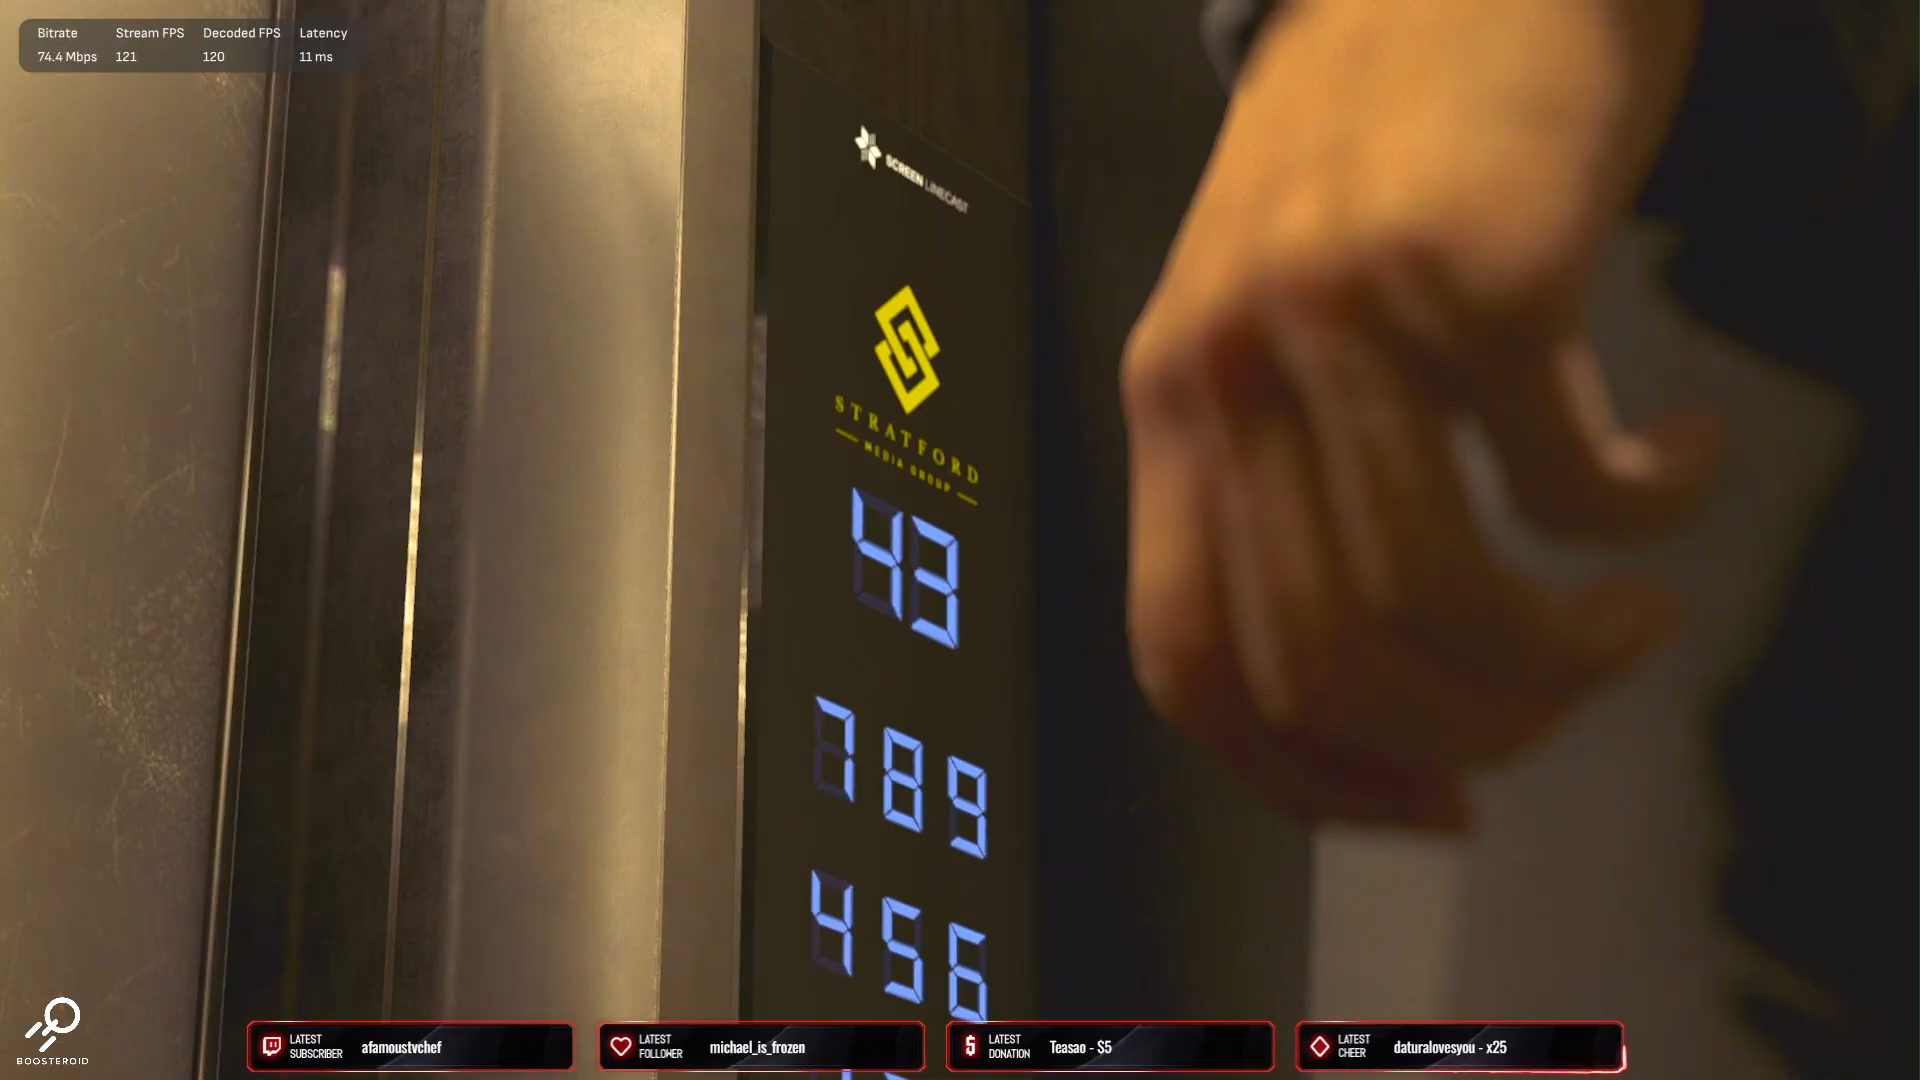 Bitrate Stream FPS Decoded FPS Latency
74.4 Mbps 121 120 11 ms
SCREEN LINECAST
STRATFORD
MEDIA GROUP
43
7 8 9
4 5 6
BOOSTEROID
LATEST SUBSCRIBER afamoustvchef
LATEST FOLLOWER michael_is_frozen
LATEST DONATION Teasao - $5
LATEST CHEER daturalovesyou - x25